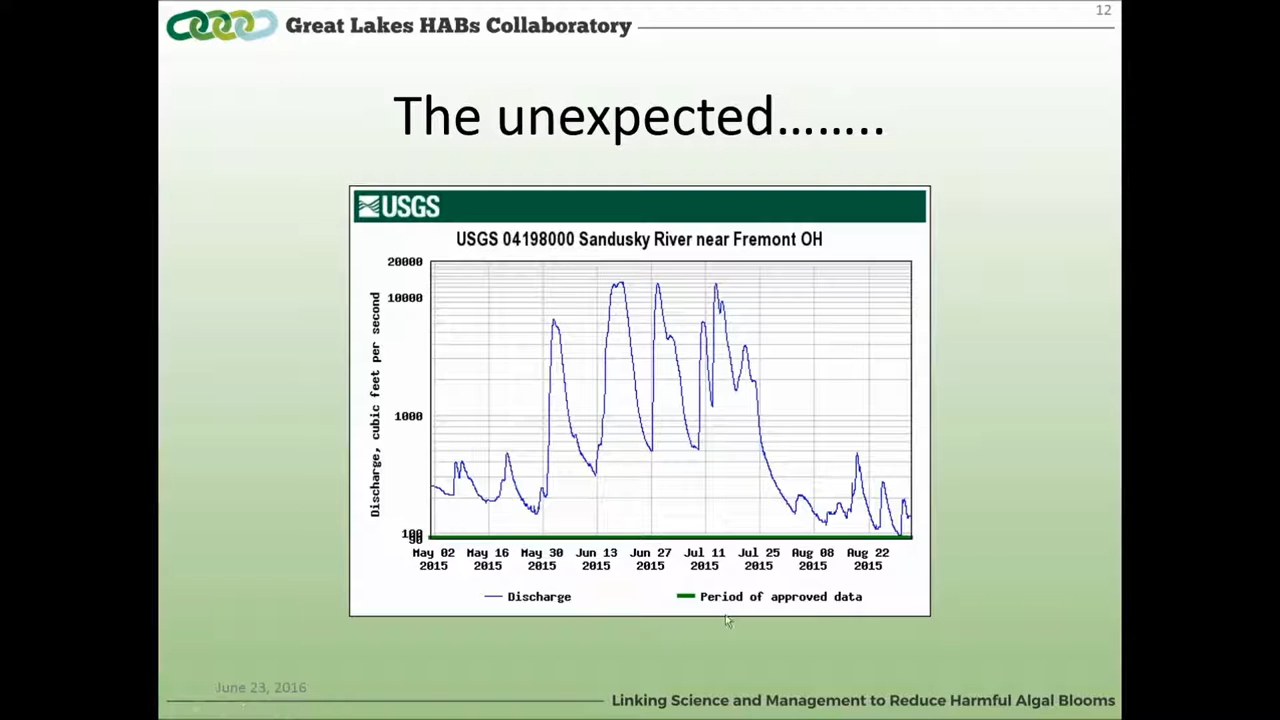 12
Great Lakes HABs Collaboratory
The unexpected........
USGS
USGS 04198000 Sandusky River near Fremont OH
Discharge, cubic feet per second
20000
10000
1000
100
90
May 02 May 16 May 30 Jun 13 Jun 27 Jul 11 Jul 25 Aug 08 Aug 22
2015 2015 2015 2015 2015 2015 2015 2015 2015
Discharge Period of approved data
June 23, 2016
Linking Science and Management to Reduce Harmful Algal Blooms